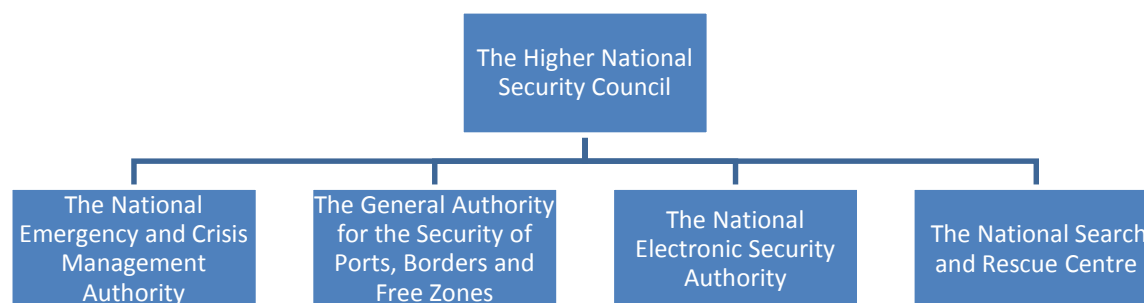 The Higher National
Security Council
The National
Emergency and Crisis
Management
Authority
The General Authority
for the Security of
Ports, Borders and
Free Zones
The National
Electronic Security
Authority
The National Search
and Rescue Centre